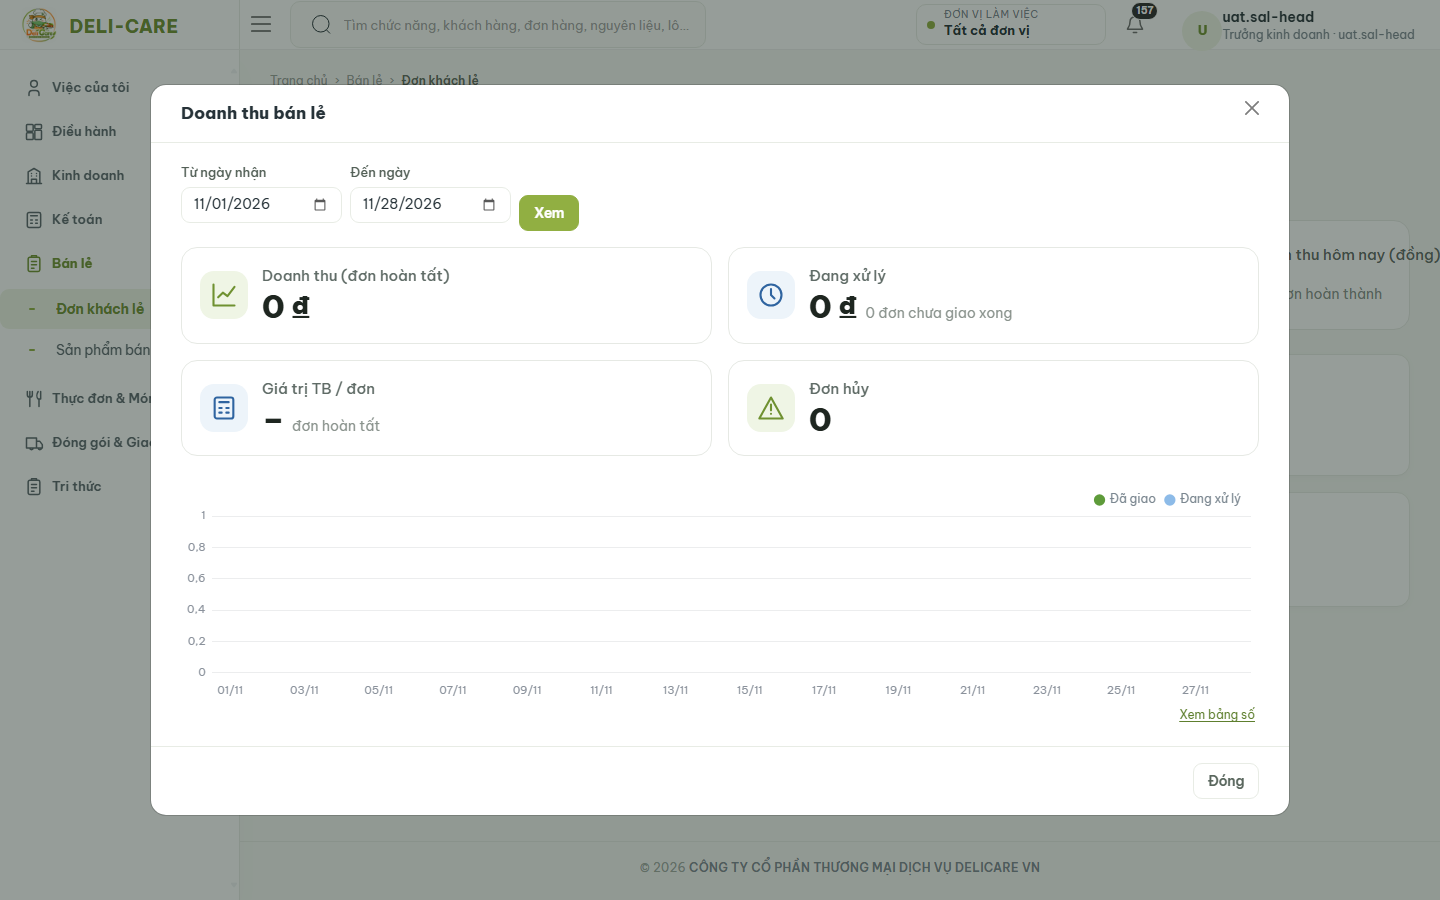 DELI-CARE
Tìm chức năng, khách hàng, đơn hàng, nguyên liệu, lô...
ĐƠN VỊ LÀM VIỆC
Tất cả đơn vị
157
U
uat.sal-head
Trưởng kinh doanh · uat.sal-head
Việc của tôi
Điều hành
Kinh doanh
Kế toán
Bán lẻ
Đơn khách lẻ
Sản phẩm bán
Thực đơn & Món
Đóng gói & Giao
Tri thức
Trang chủ › Bán lẻ › Đơn khách lẻ
thu hôm nay (đồng)
đơn hoàn thành
Doanh thu bán lẻ
Từ ngày nhận
Đến ngày
11/01/2026
11/28/2026
Xem
Doanh thu (đơn hoàn tất)
0 ₫
Đang xử lý
0 ₫ 0 đơn chưa giao xong
Giá trị TB / đơn
– đơn hoàn tất
Đơn hủy
0
Đã giao Đang xử lý
1
0,8
0,6
0,4
0,2
0
01/11 03/11 05/11 07/11 09/11 11/11 13/11 15/11 17/11 19/11 21/11 23/11 25/11 27/11
Xem bảng số
Đóng
© 2026 CÔNG TY CỔ PHẦN THƯƠNG MẠI DỊCH VỤ DELICARE VN